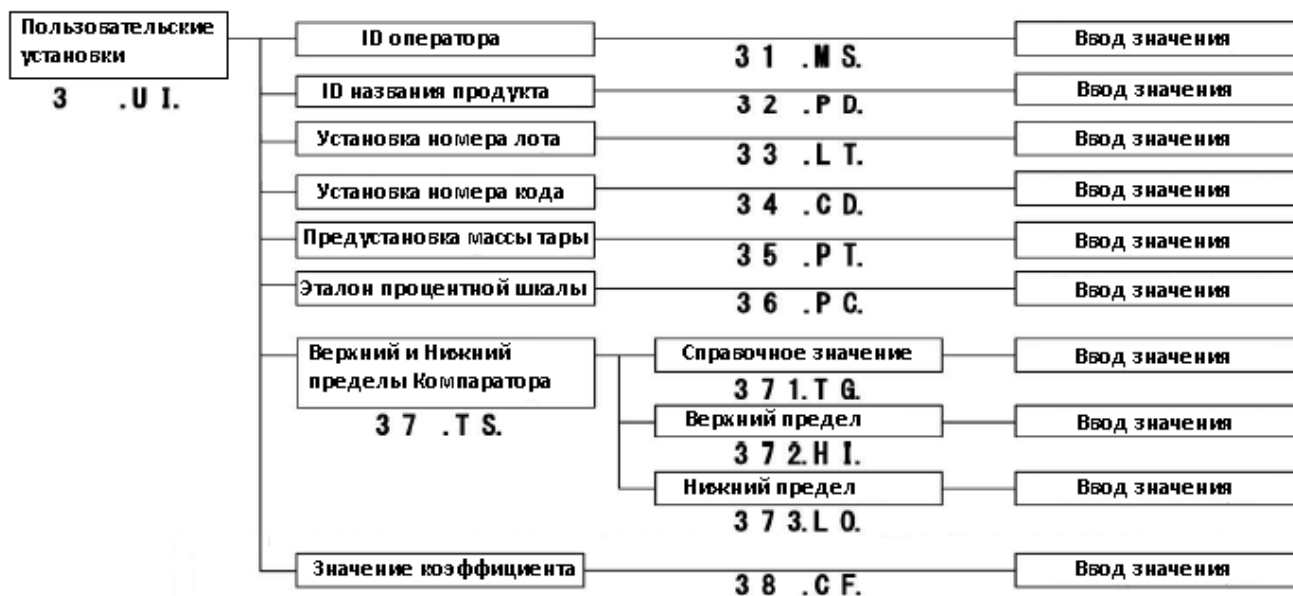 Пользовательские
установки
3 .U I.
ID оператора
3 1 .M S.
Ввод значения
ID названия продукта
3 2 .P D.
Ввод значения
Установка номера лота
3 3 .L T.
Ввод значения
Установка номера кода
3 4 .C D.
Ввод значения
Предустановка массы тары
3 5 .P T.
Ввод значения
Эталон процентной шкалы
3 6 .P C.
Ввод значения
Верхний и Нижний
пределы Компаратора
3 7 .T S.
Справочное значение
3 7 1.T G.
Ввод значения
Верхний предел
3 7 2.H I.
Ввод значения
Нижний предел
3 7 3.L O.
Ввод значения
Значение коэффициента
3 8 .C F.
Ввод значения